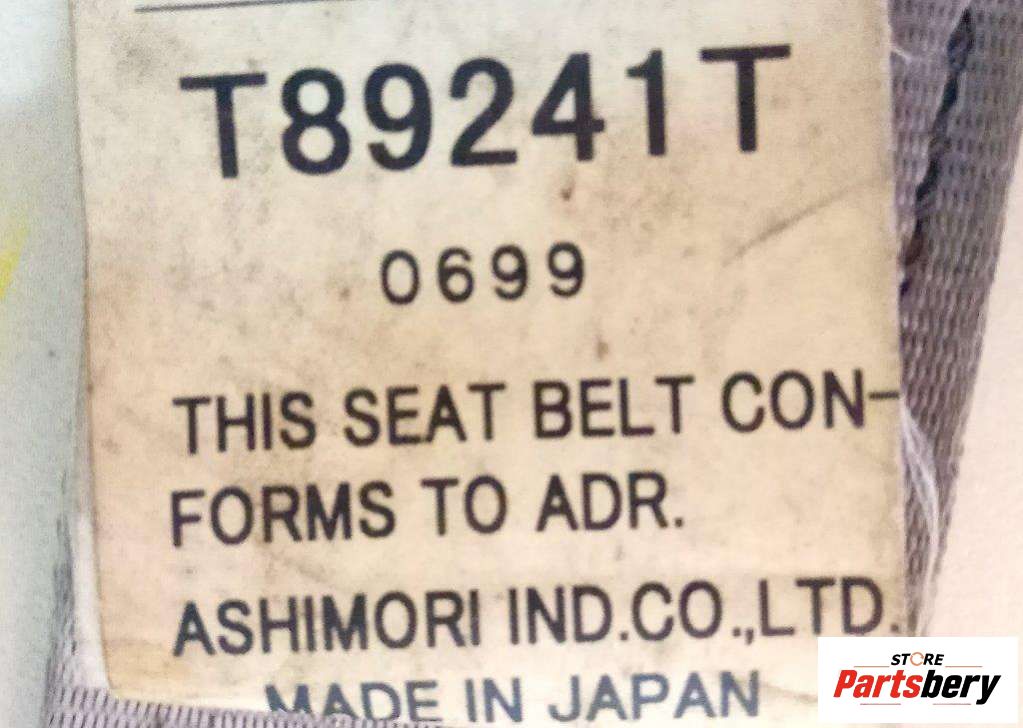 T89241T
0699
THIS SEAT BELT CON-
FORMS TO ADR.
ASHIMORI IND.CO.,LTD.
MADE IN JAPAN
STORE
Partsbery